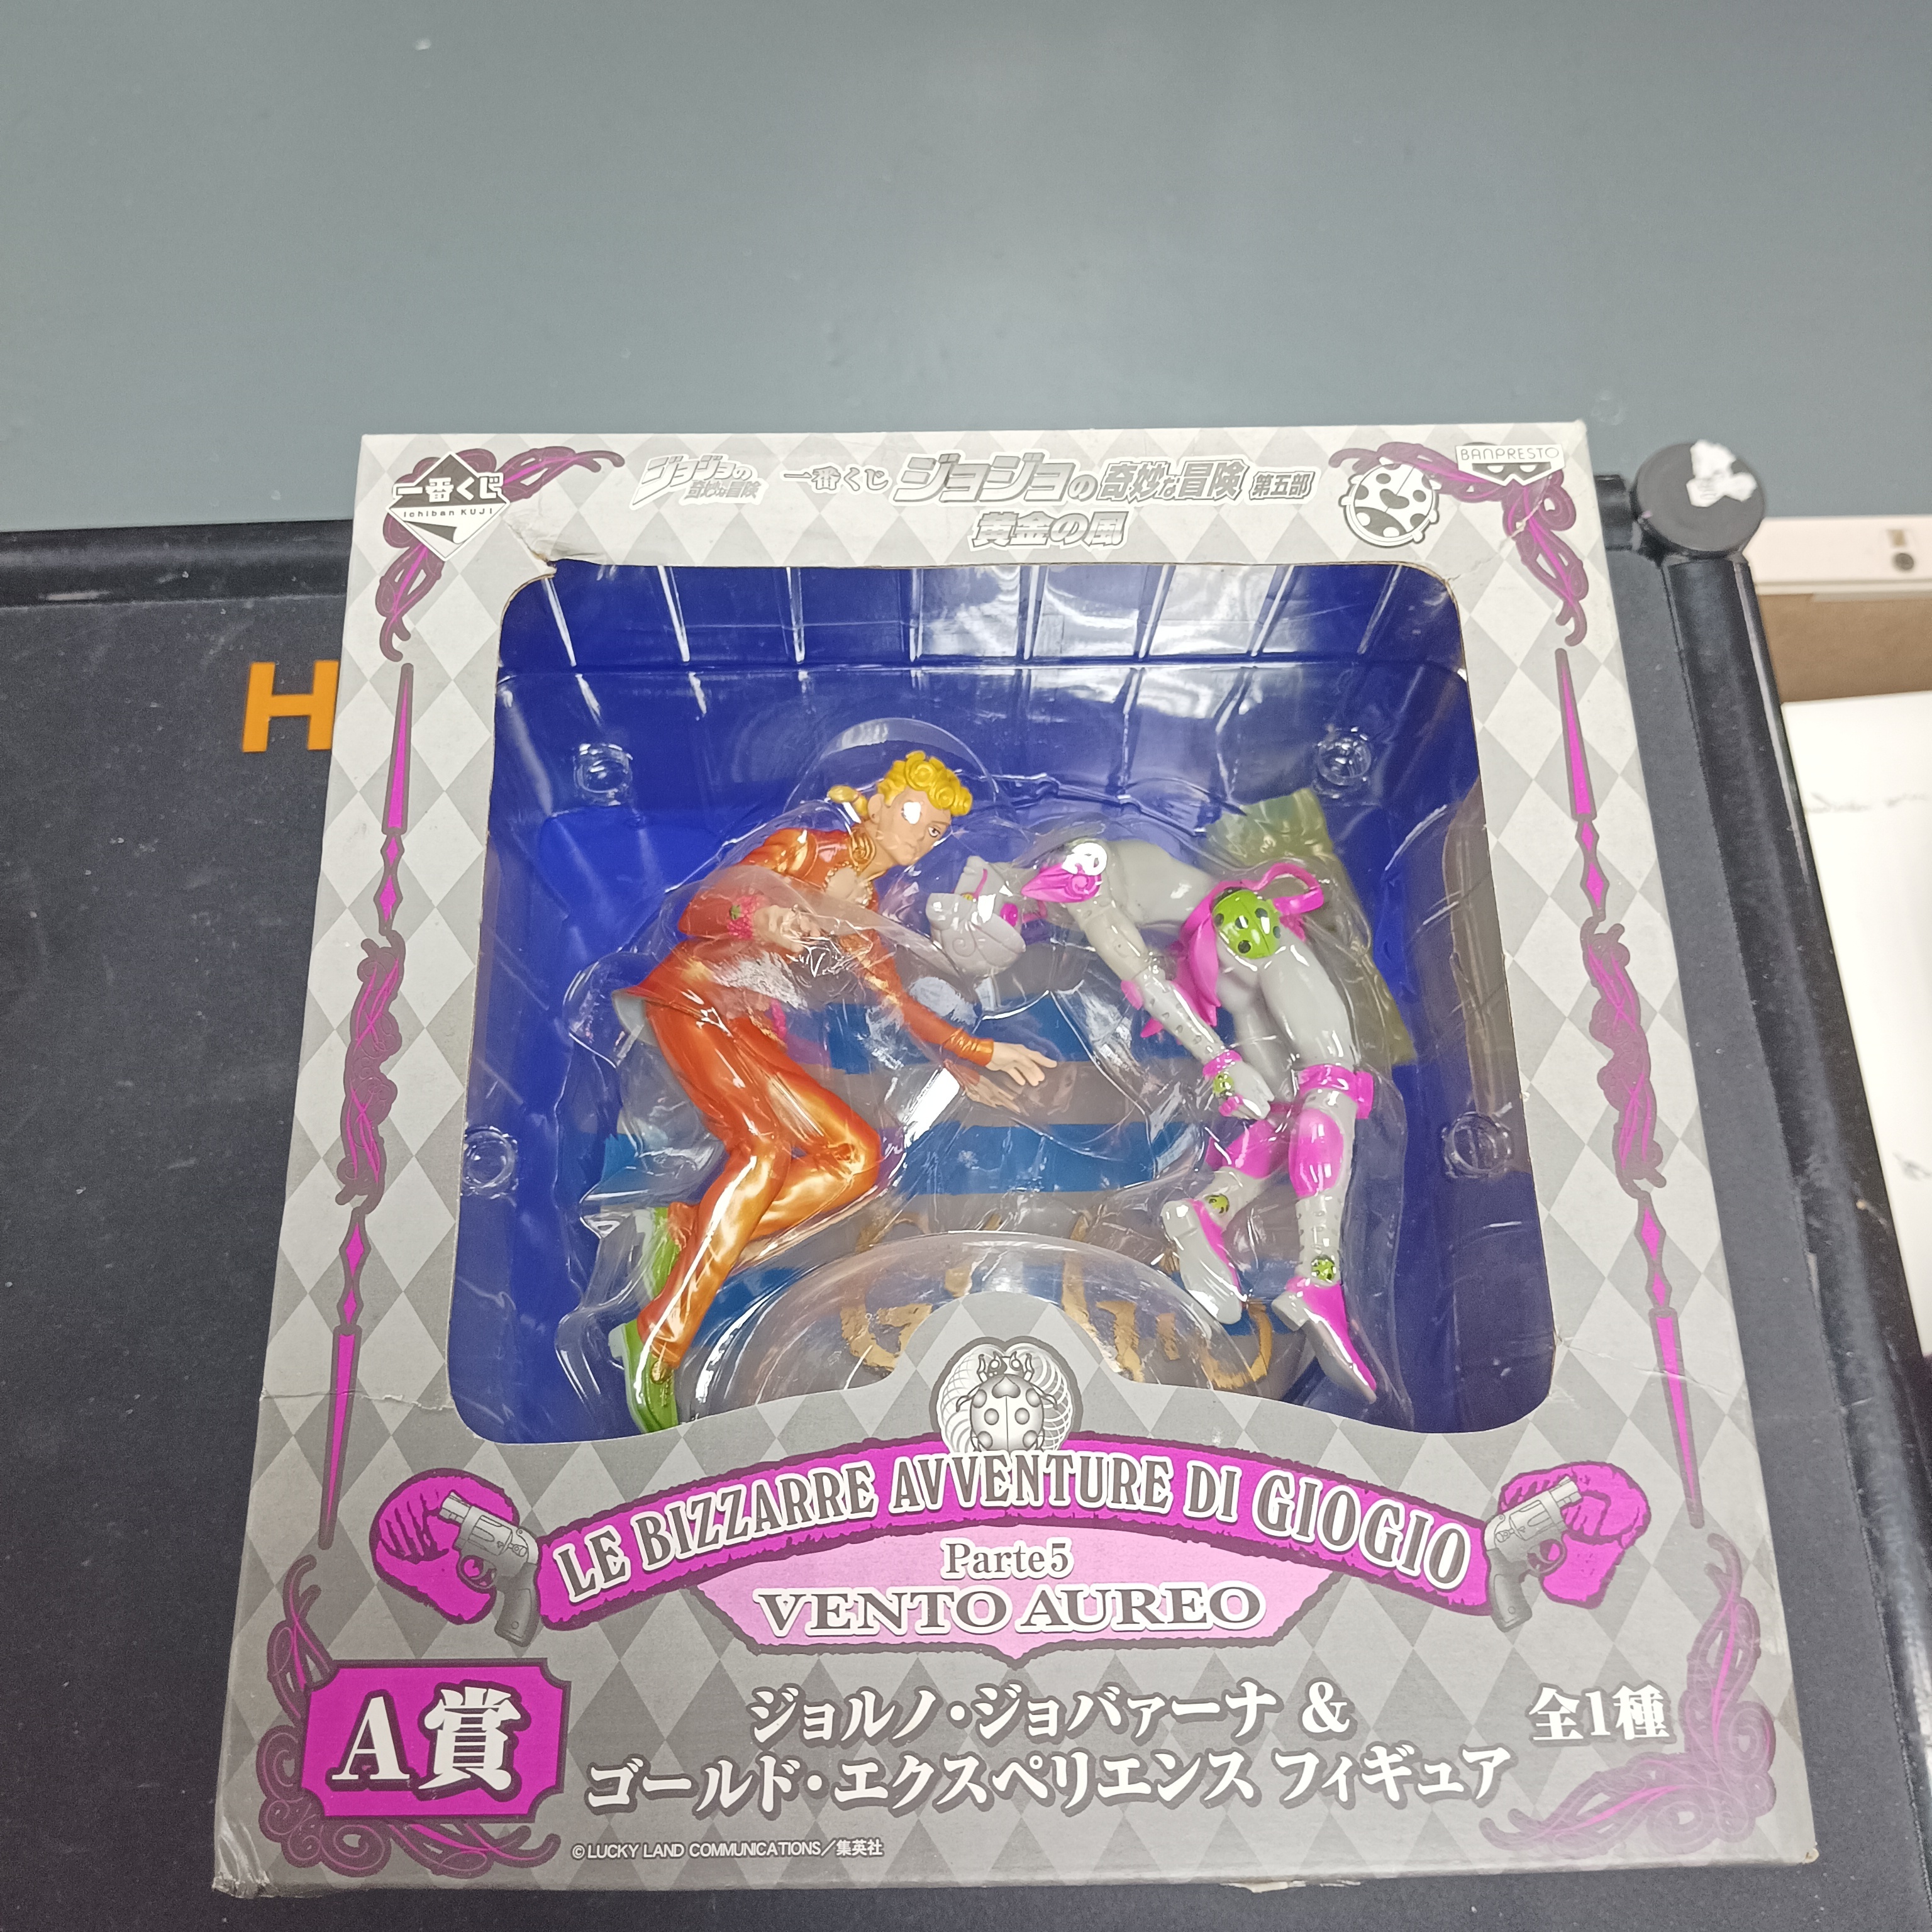 一番くじ
Ichiban KUJI
ジョジョの
奇妙な冒険
一番くじ ジョジョの奇妙な冒険 第五部
黄金の風
BANPRESTO
H
LE BIZZARRE AVVENTURE DI GIOGIO
Parte5
VENTO AUREO
A賞
ジョルノ・ジョバァーナ &
ゴールド・エクスペリエンス フィギュア
全1種
©LUCKY LAND COMMUNICATIONS/集英社